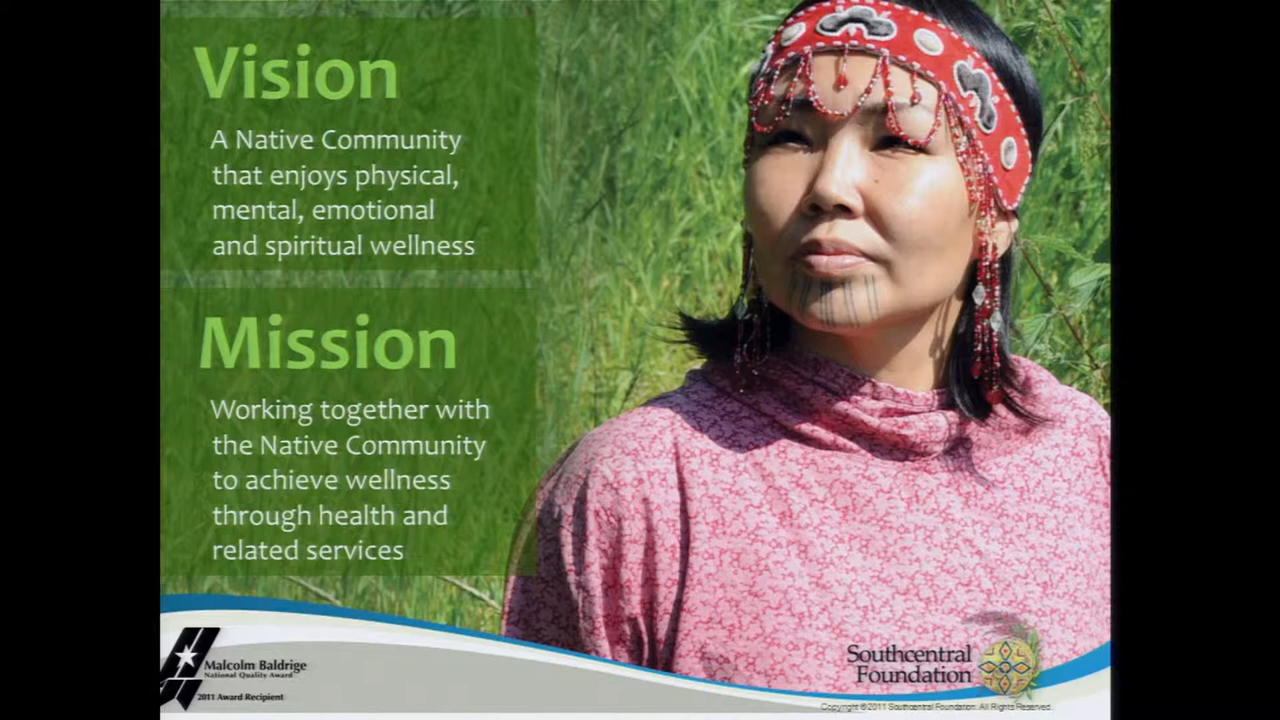 Vision
A Native Community
that enjoys physical,
mental, emotional
and spiritual wellness
Mission
Working together with
the Native Community
to achieve wellness
through health and
related services
Malcolm Baldrige
National Quality Award
2011 Award Recipient
Southcentral
Foundation
Copyright ©2011 Southcentral Foundation. All Rights Reserved.